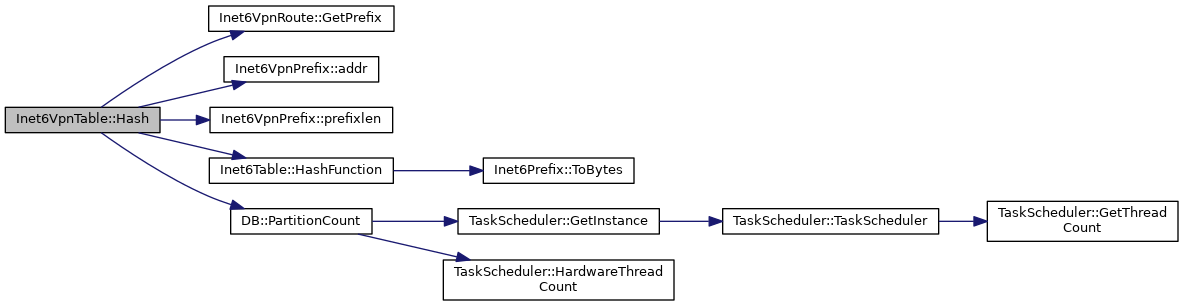 Inet6VpnRoute::GetPrefix
Inet6VpnPrefix::addr
Inet6VpnTable::Hash
Inet6VpnPrefix::prefixlen
Inet6Table::HashFunction
Inet6Prefix::ToBytes
DB::PartitionCount
TaskScheduler::GetInstance
TaskScheduler::TaskScheduler
TaskScheduler::GetThread
Count
TaskScheduler::HardwareThread
Count